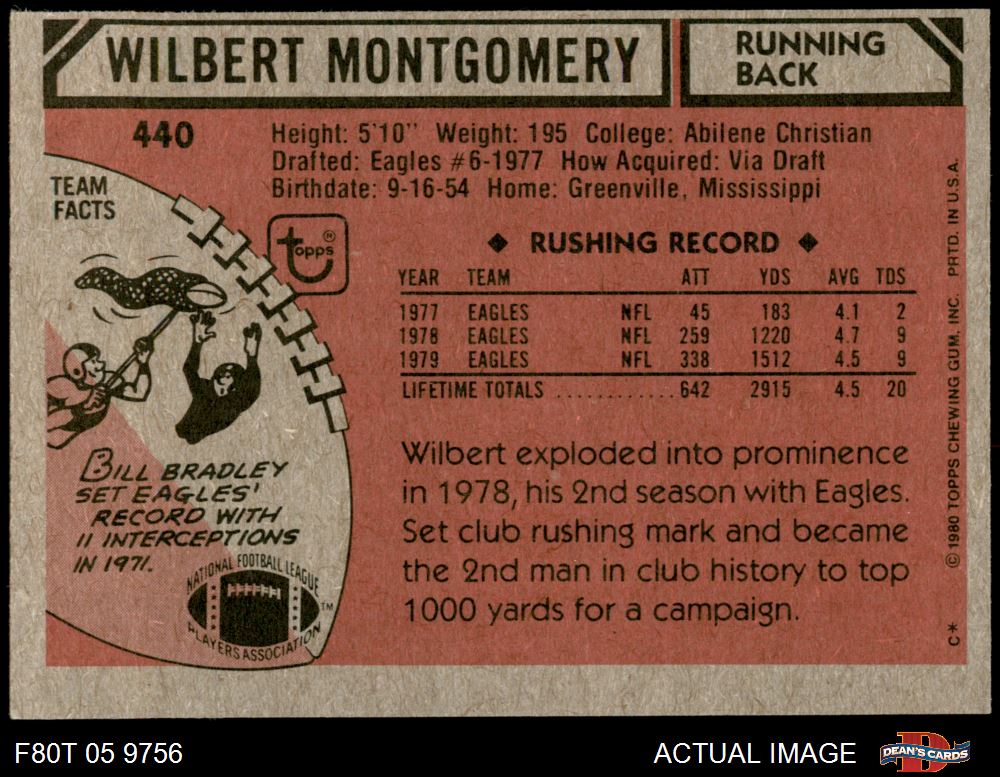 WILBERT MONTGOMERY
RUNNING
BACK
440
Height: 5'10" Weight: 195 College: Abilene Christian
Drafted: Eagles #6-1977 How Acquired: Via Draft
Birthdate: 9-16-54 Home: Greenville, Mississippi
TEAM
FACTS
topps®
◆ RUSHING RECORD ◆
YEAR TEAM ATT YDS AVG TDS
1977 EAGLES NFL 45 183 4.1 2
1978 EAGLES NFL 259 1220 4.7 9
1979 EAGLES NFL 338 1512 4.5 9
LIFETIME TOTALS ............ 642 2915 4.5 20
Wilbert exploded into prominence
in 1978, his 2nd season with Eagles.
Set club rushing mark and became
the 2nd man in club history to top
1000 yards for a campaign.
BILL BRADLEY
SET EAGLES'
RECORD WITH
11 INTERCEPTIONS
IN 1971.
NATIONAL FOOTBALL LEAGUE
PLAYERS ASSOCIATION
TM
C* © 1980 TOPPS CHEWING GUM, INC. PRTD. IN U.S.A.
F80T 05 9756
ACTUAL IMAGE
DEAN'S CARDS